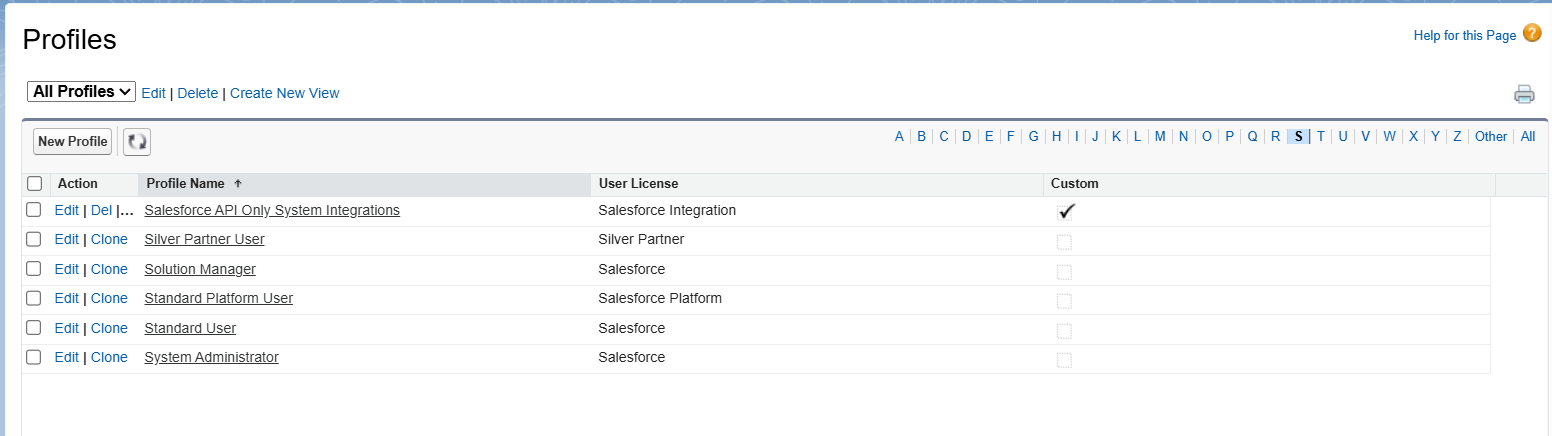 Profiles
Help for this Page ?
All Profiles Edit | Delete | Create New View
New Profile A | B | C | D | E | F | G | H | I | J | K | L | M | N | O | P | Q | R | S | T | U | V | W | X | Y | Z | Other | All
Action Profile Name ↑ User License Custom
Edit | Del |... Salesforce API Only System Integrations Salesforce Integration ✓
Edit | Clone Silver Partner User Silver Partner
Edit | Clone Solution Manager Salesforce
Edit | Clone Standard Platform User Salesforce Platform
Edit | Clone Standard User Salesforce
Edit | Clone System Administrator Salesforce